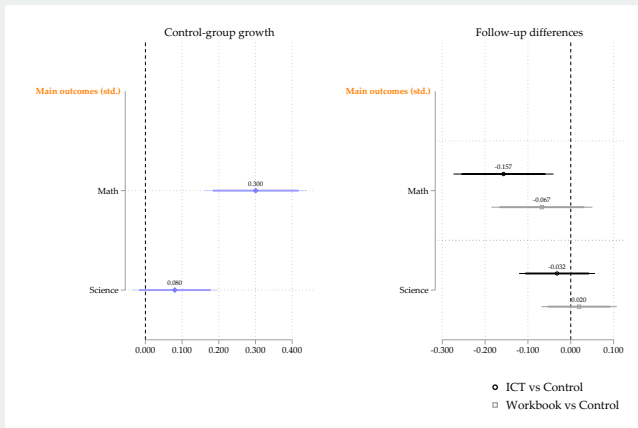 Control-group growth
Main outcomes (std.)
Math
0.300
Science
0.080
0.000 0.100 0.200 0.300 0.400
Follow-up differences
Main outcomes (std.)
-0.157
Math
-0.067
-0.032
Science
0.020
-0.300 -0.200 -0.100 0.000 0.100
ICT vs Control
Workbook vs Control